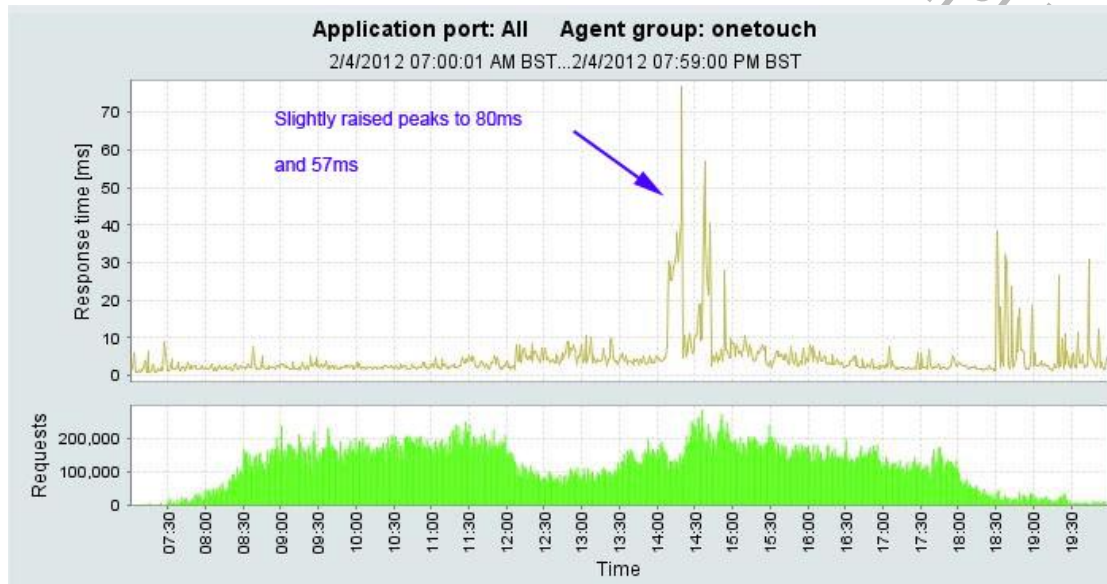 Application port: All Agent group: onetouch
2/4/2012 07:00:01 AM BST...2/4/2012 07:59:00 PM BST
Slightly raised peaks to 80ms
and 57ms
Response time [ms]
70
60
50
40
30
20
10
0
Requests
200,000
100,000
0
07:30 08:00 08:30 09:00 09:30 10:00 10:30 11:00 11:30 12:00 12:30 13:00 13:30 14:00 14:30 15:00 15:30 16:00 16:30 17:00 17:30 18:00 18:30 19:00 19:30
Time